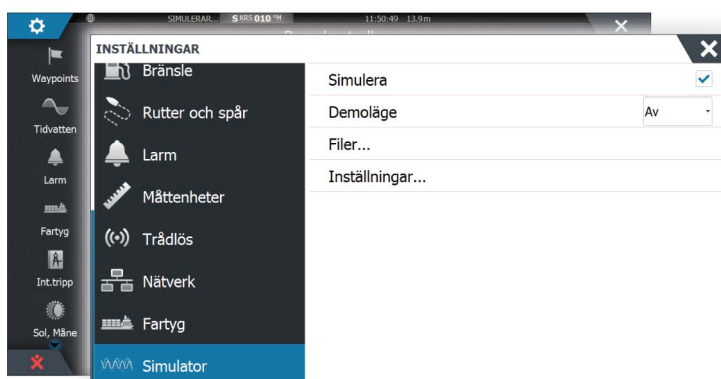 SIMULERAR... S KRS 010 °M 11:50:49 13.9m
Waypoints
Tidvatten
Larm
Fartyg
Int.tripp
Sol, Måne
INSTÄLLNINGAR
Bränsle
Rutter och spår
Larm
Måttenheter
Trådlös
Nätverk
Fartyg
Simulator
Simulera
Demoläge Av
Filer...
Inställningar...